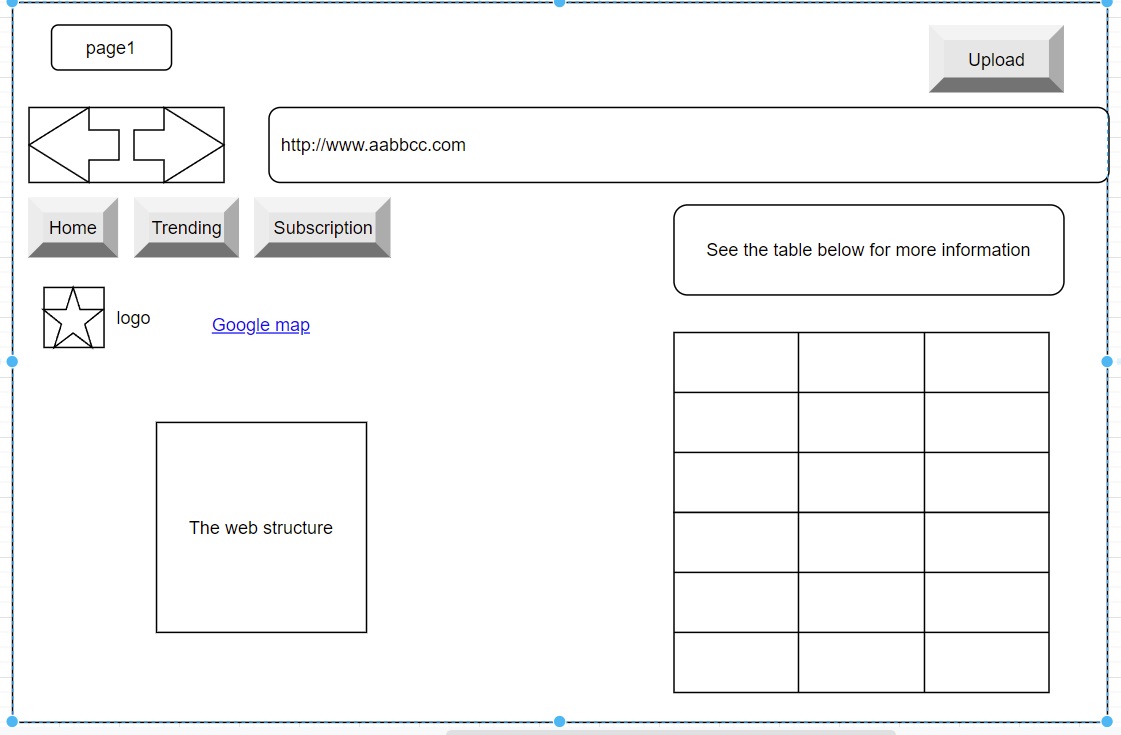 page1
Upload
http://www.aabbcc.com
Home
Trending
Subscription
See the table below for more information
logo
Google map
The web structure